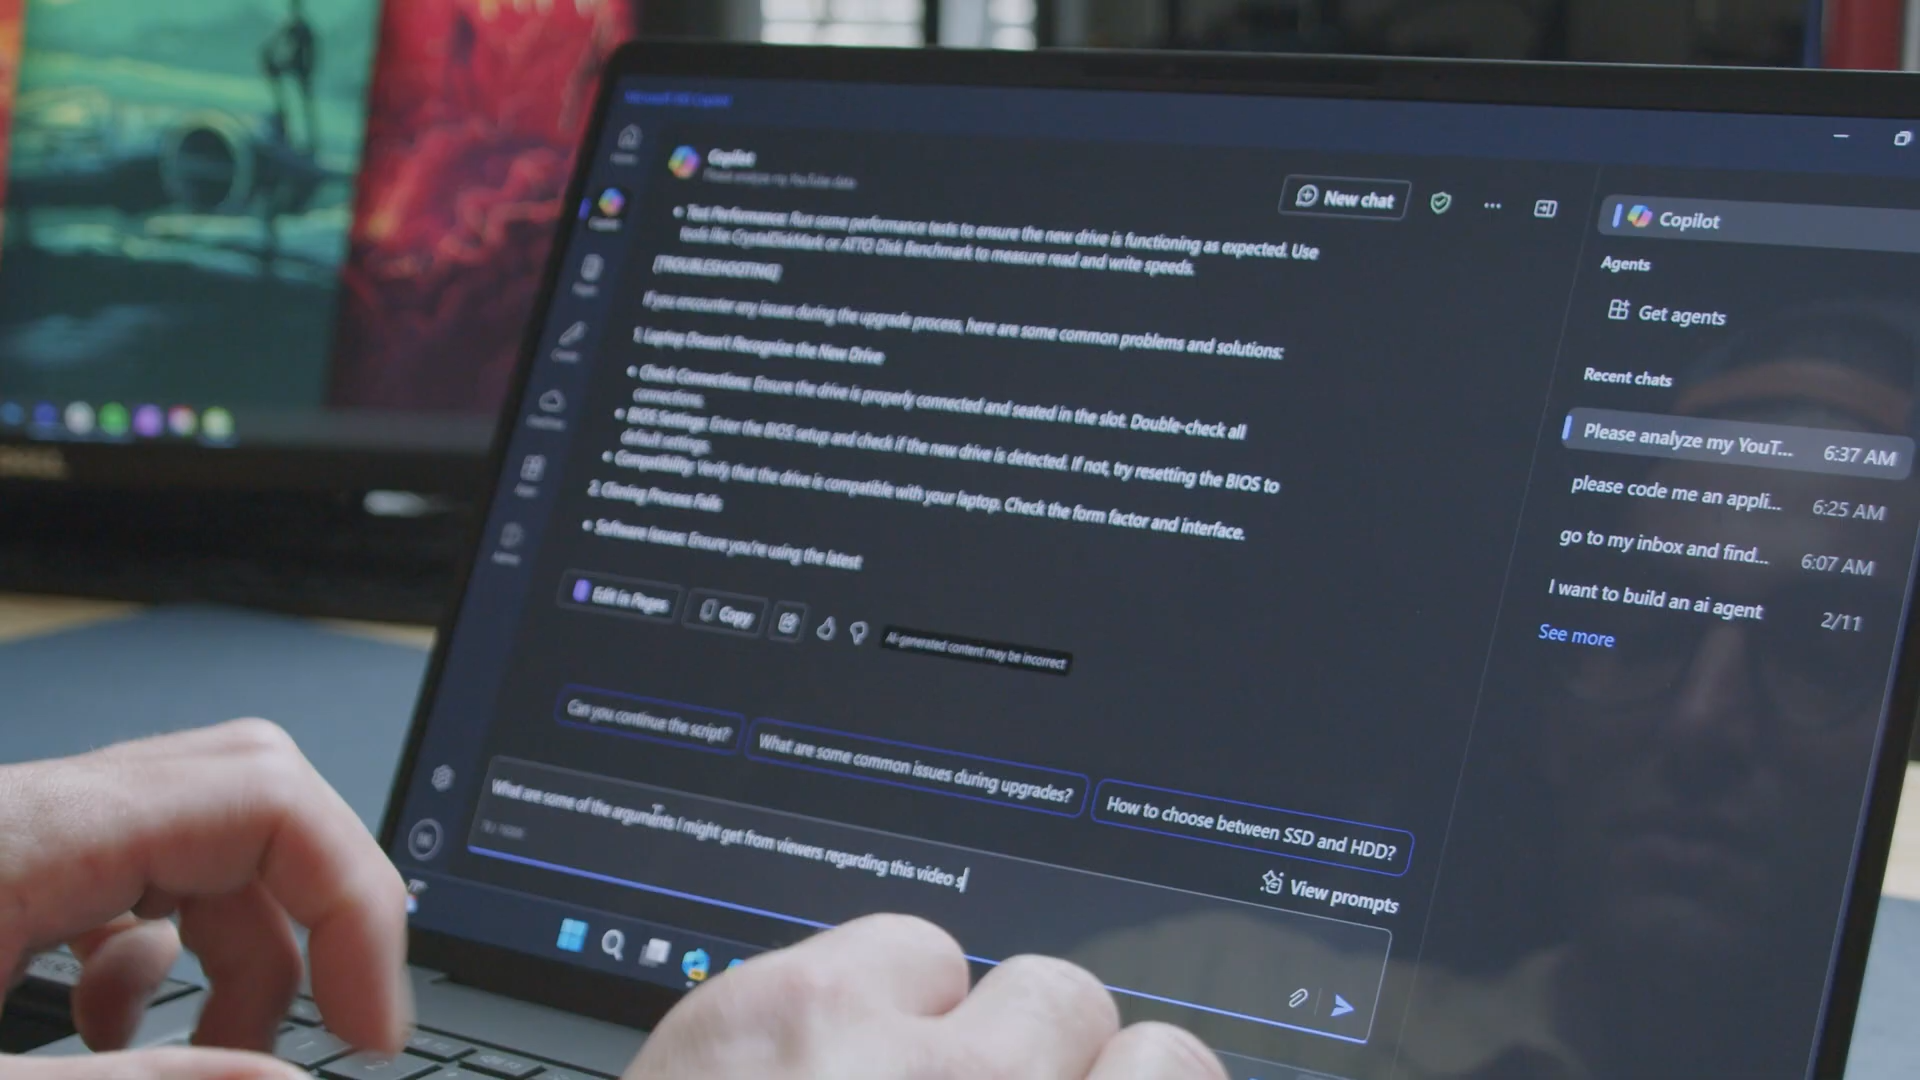 Microsoft 365 Copilot
Copilot
Please analyze my YouTube data
New chat
• Test Performance: Run some performance tests to ensure the new drive is functioning as expected. Use
tools like CrystalDiskMark or ATTO Disk Benchmark to measure read and write speeds.
[TROUBLESHOOTING]
If you encounter any issues during the upgrade process, here are some common problems and solutions:
1. Laptop Doesn't Recognize the New Drive
• Check Connections: Ensure the drive is properly connected and seated in the slot. Double-check all
connections.
• BIOS Settings: Enter the BIOS setup and check if the new drive is detected. If not, try resetting the BIOS to
default settings.
• Compatibility: Verify that the drive is compatible with your laptop. Check the form factor and interface.
2. Cloning Process Fails
• Software Issues: Ensure you're using the latest
Edit in Pages
Copy
AI-generated content may be incorrect
Can you continue the script?
What are some common issues during upgrades?
How to choose between SSD and HDD?
What are some of the arguments I might get from viewers regarding this video s
View prompts
Copilot
Agents
Get agents
Recent chats
Please analyze my YouT... 6:37 AM
please code me an appli... 6:25 AM
go to my inbox and find... 6:07 AM
I want to build an ai agent 2/11
See more
DELL